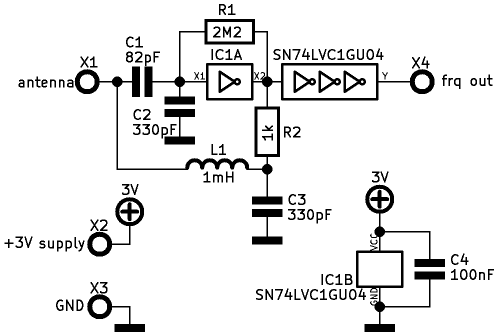 R1
2M2
X1
C1
82pF
IC1A
SN74LVC1GU04
X4
antenna
X1
X2
Y
frq out
C2
330pF
1k
R2
L1
1mH
3V
3V
C3
330pF
X2
+3V supply
VCC
C4
100nF
IC1B
SN74LVC1GU04
GND
X3
GND